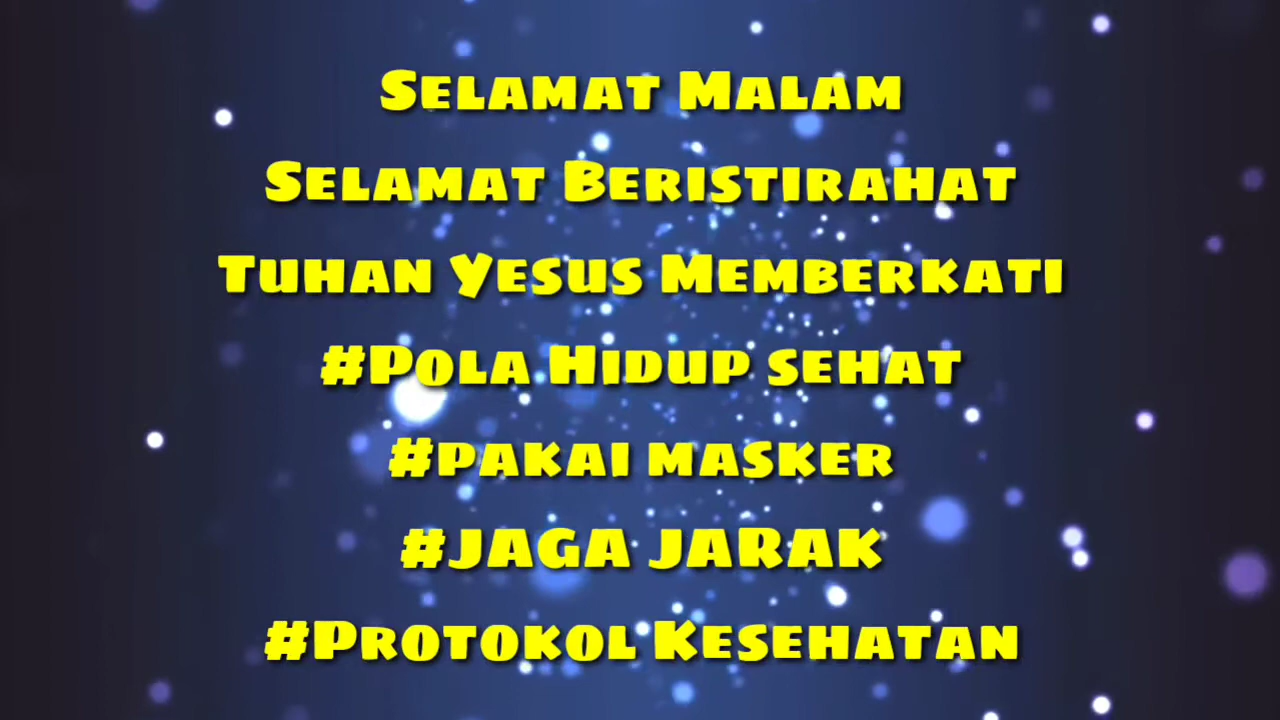 Selamat Malam
Selamat Beristirahat
Tuhan Yesus Memberkati
#Pola Hidup sehat
#pakai masker
#JAGA JARAK
#Protokol Kesehatan